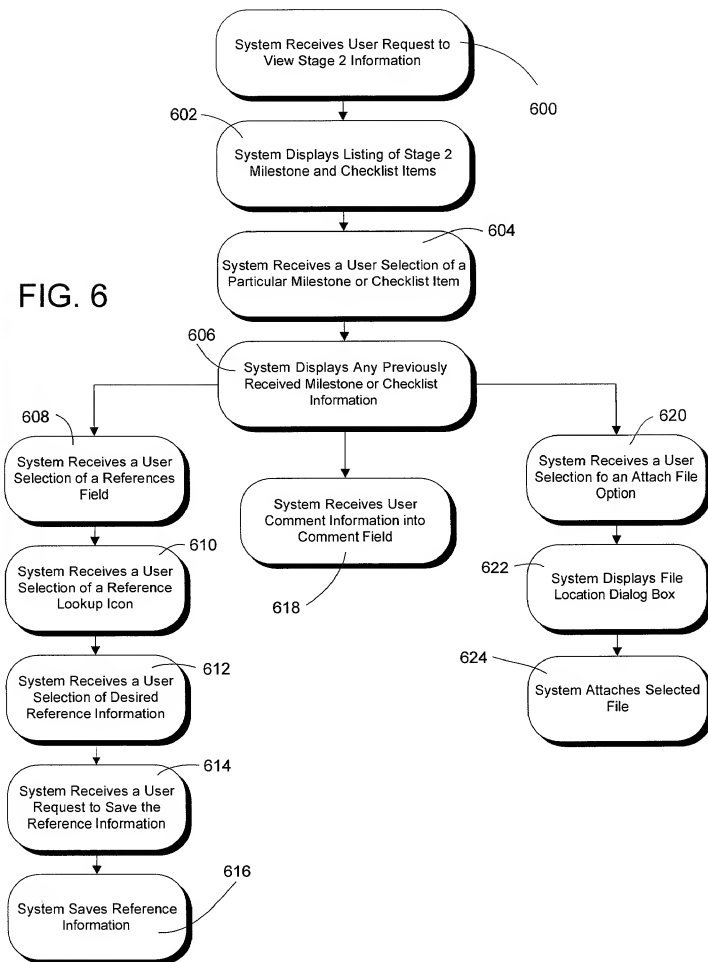 System Receives User Request to
View Stage 2 Information
600
602
System Displays Listing of Stage 2
Milestone and Checklist Items
604
System Receives a User Selection of a
Particular Milestone or Checklist Item
FIG. 6
606
System Displays Any Previously
Received Milestone or Checklist
Information
608
System Receives a User
Selection of a References
Field
610
System Receives a User
Selection of a Reference
Lookup Icon
612
System Receives a User
Selection of Desired
Reference Information
614
System Receives a User
Request to Save the
Reference Information
616
System Saves Reference
Information
System Receives User
Comment Information into
Comment Field
618
620
System Receives a User
Selection fo an Attach File
Option
622
System Displays File
Location Dialog Box
624
System Attaches Selected
File